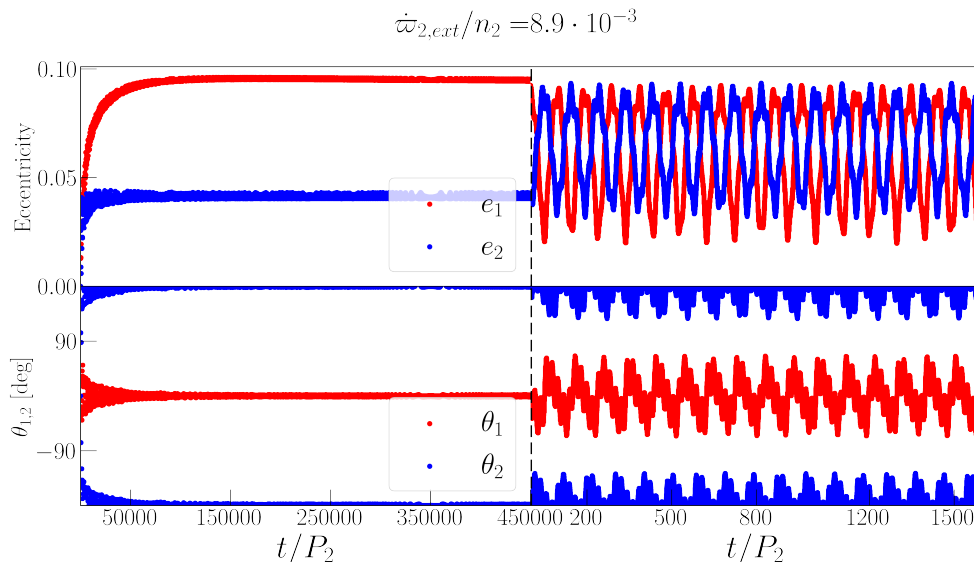 ϖ̇₂,ext/n₂ =8.9 · 10⁻³
0.10
0.05
0.00
Eccentricity
e₁
e₂
90
−90
θ₁,₂ [deg]
θ₁
θ₂
50000 150000 250000 350000 450000 200 500 800 1200 1500
t/P₂ t/P₂